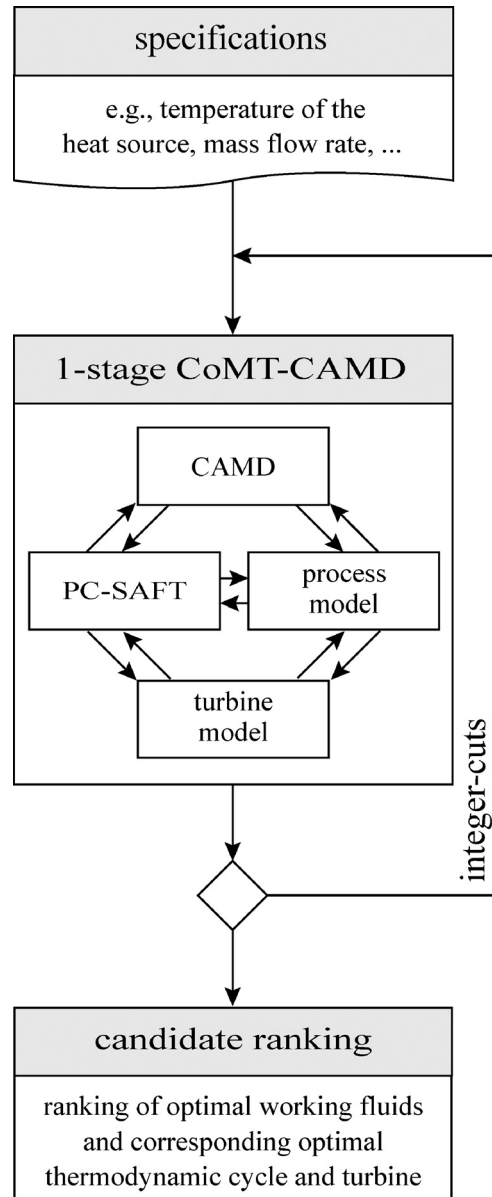 specifications
e.g., temperature of the
heat source, mass flow rate, ...
1-stage CoMT-CAMD
CAMD
PC-SAFT
process
model
turbine
model
integer-cuts
candidate ranking
ranking of optimal working fluids
and corresponding optimal
thermodynamic cycle and turbine